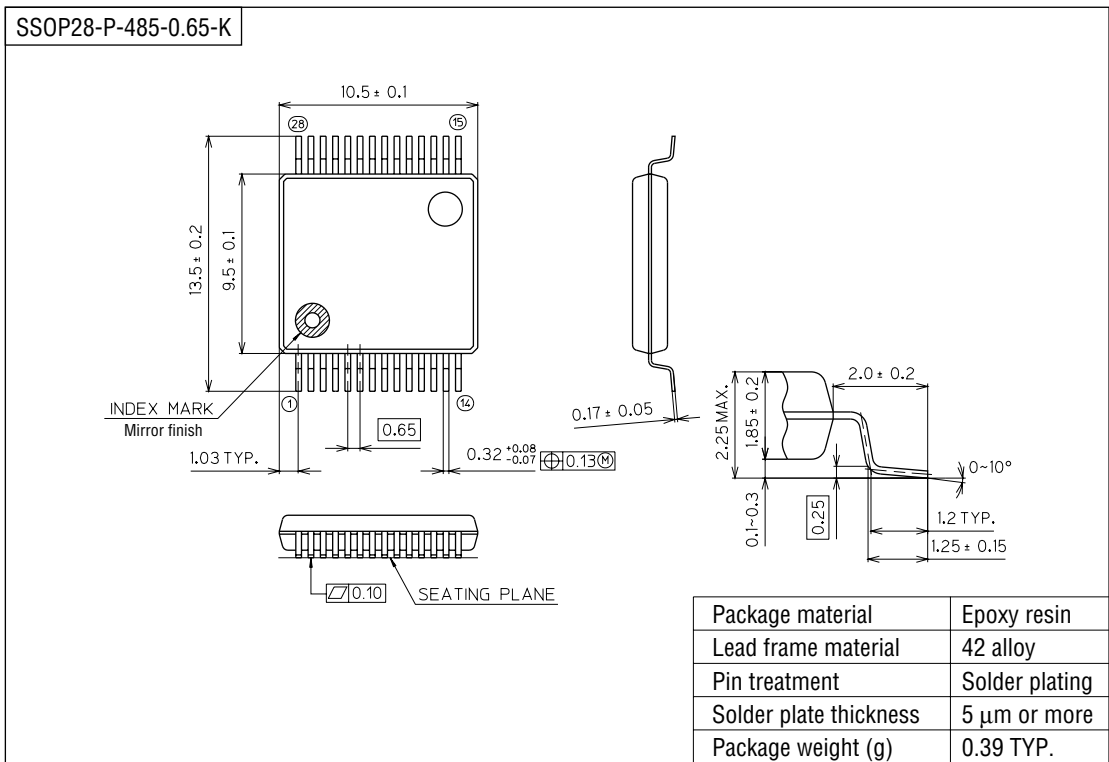 SSOP28-P-485-0.65-K
10.5 ± 0.1
28
15
13.5 ± 0.2
9.5 ± 0.1
INDEX MARK
Mirror finish
1
14
0.65
1.03 TYP.
0.32 +0.08 -0.07
0.13 Ⓜ
0.17 ± 0.05
2.25 MAX.
1.85 ± 0.2
2.0 ± 0.2
0.1~0.3
0.25
0~10°
1.2 TYP.
1.25 ± 0.15
0.10
SEATING PLANE
Package material Epoxy resin
Lead frame material 42 alloy
Pin treatment Solder plating
Solder plate thickness 5 µm or more
Package weight (g) 0.39 TYP.